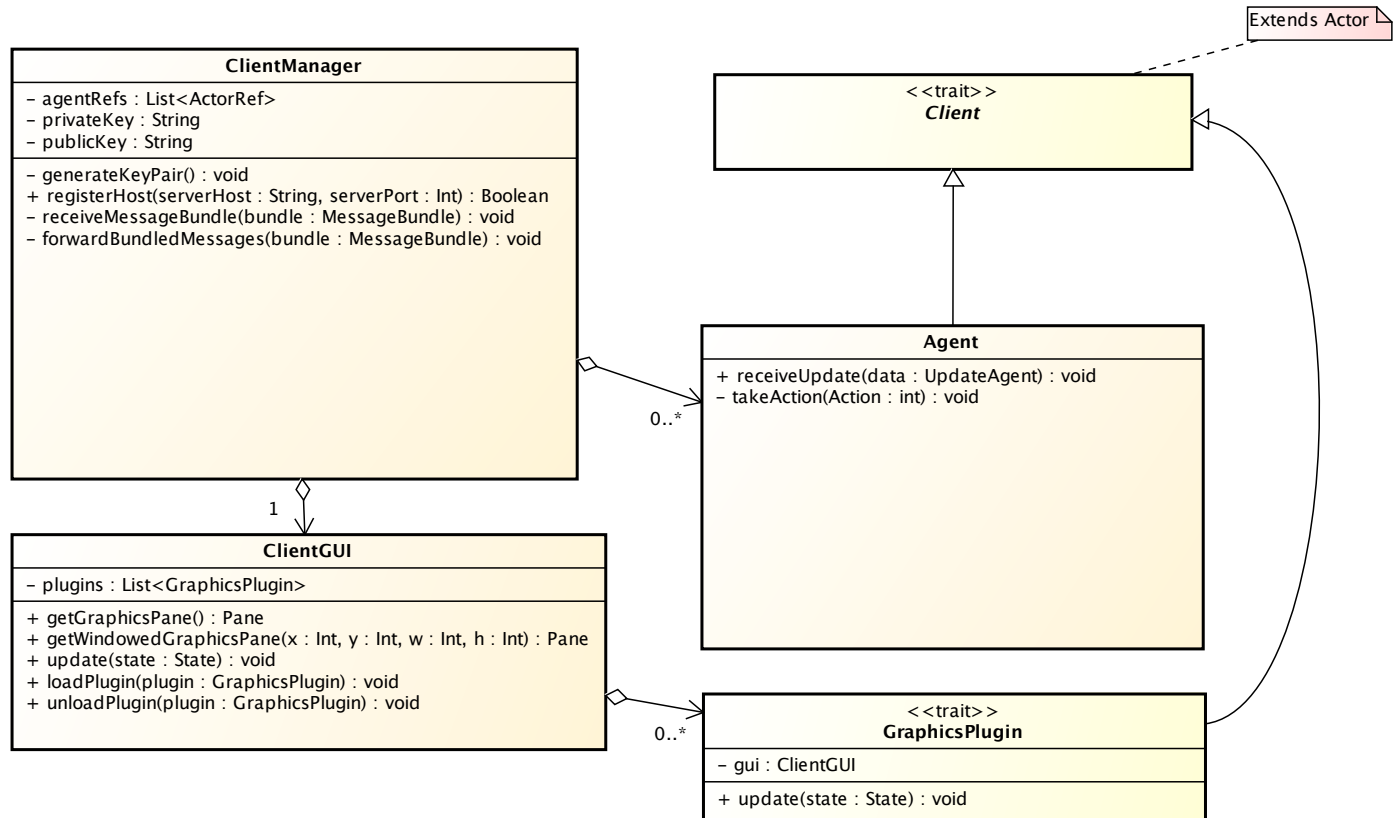 Extends Actor
ClientManager
– agentRefs : List<ActorRef>
– privateKey : String
– publicKey : String
– generateKeyPair() : void
+ registerHost(serverHost : String, serverPort : Int) : Boolean
– receiveMessageBundle(bundle : MessageBundle) : void
– forwardBundledMessages(bundle : MessageBundle) : void
<<trait>>
Client
Agent
+ receiveUpdate(data : UpdateAgent) : void
– takeAction(Action : int) : void
0..*
1
ClientGUI
– plugins : List<GraphicsPlugin>
+ getGraphicsPane() : Pane
+ getWindowedGraphicsPane(x : Int, y : Int, w : Int, h : Int) : Pane
+ update(state : State) : void
+ loadPlugin(plugin : GraphicsPlugin) : void
+ unloadPlugin(plugin : GraphicsPlugin) : void
0..*
<<trait>>
GraphicsPlugin
– gui : ClientGUI
+ update(state : State) : void